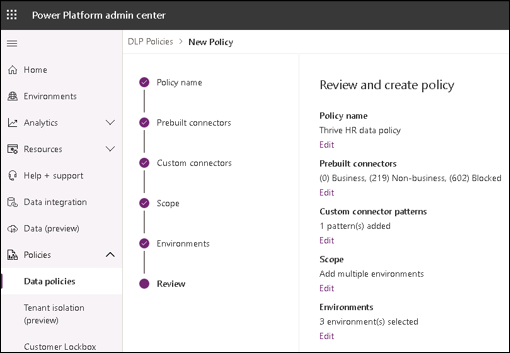 Power Platform admin center
DLP Policies > New Policy
Home
Environments
Analytics
Resources
Help + support
Data integration
Data (preview)
Policies
Data policies
Tenant isolation
(preview)
Customer Lockbox
Policy name
Prebuilt connectors
Custom connectors
Scope
Environments
Review
Review and create policy
Policy name
Thrive HR data policy
Edit
Prebuilt connectors
(0) Business, (219) Non-business, (602) Blocked
Edit
Custom connector patterns
1 pattern(s) added
Edit
Scope
Add multiple environments
Edit
Environments
3 environment(s) selected
Edit